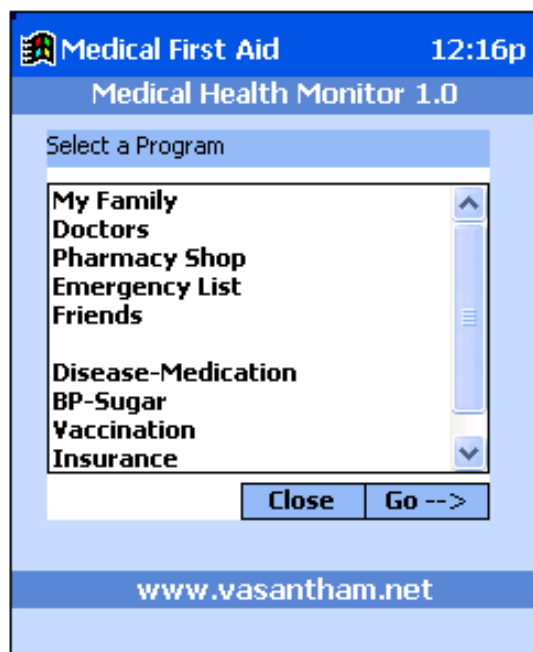 Medical First Aid 12:16p
Medical Health Monitor 1.0
Select a Program
My Family
Doctors
Pharmacy Shop
Emergency List
Friends
Disease-Medication
BP-Sugar
Vaccination
Insurance
Close Go -->
www.vasantham.net